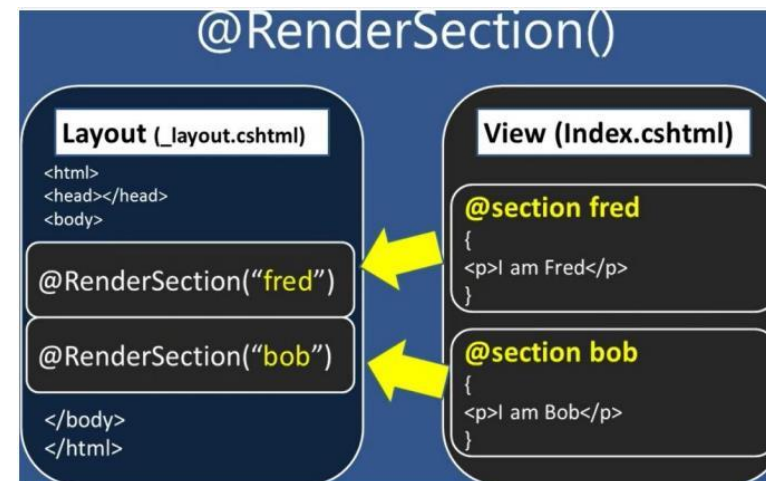 @RenderSection()
Layout (_layout.cshtml)
<html>
<head></head>
<body>
@RenderSection(“fred”)
@RenderSection(“bob”)
</body>
</html>
View (Index.cshtml)
@section fred
{
<p>I am Fred</p>
}
@section bob
{
<p>I am Bob</p>
}